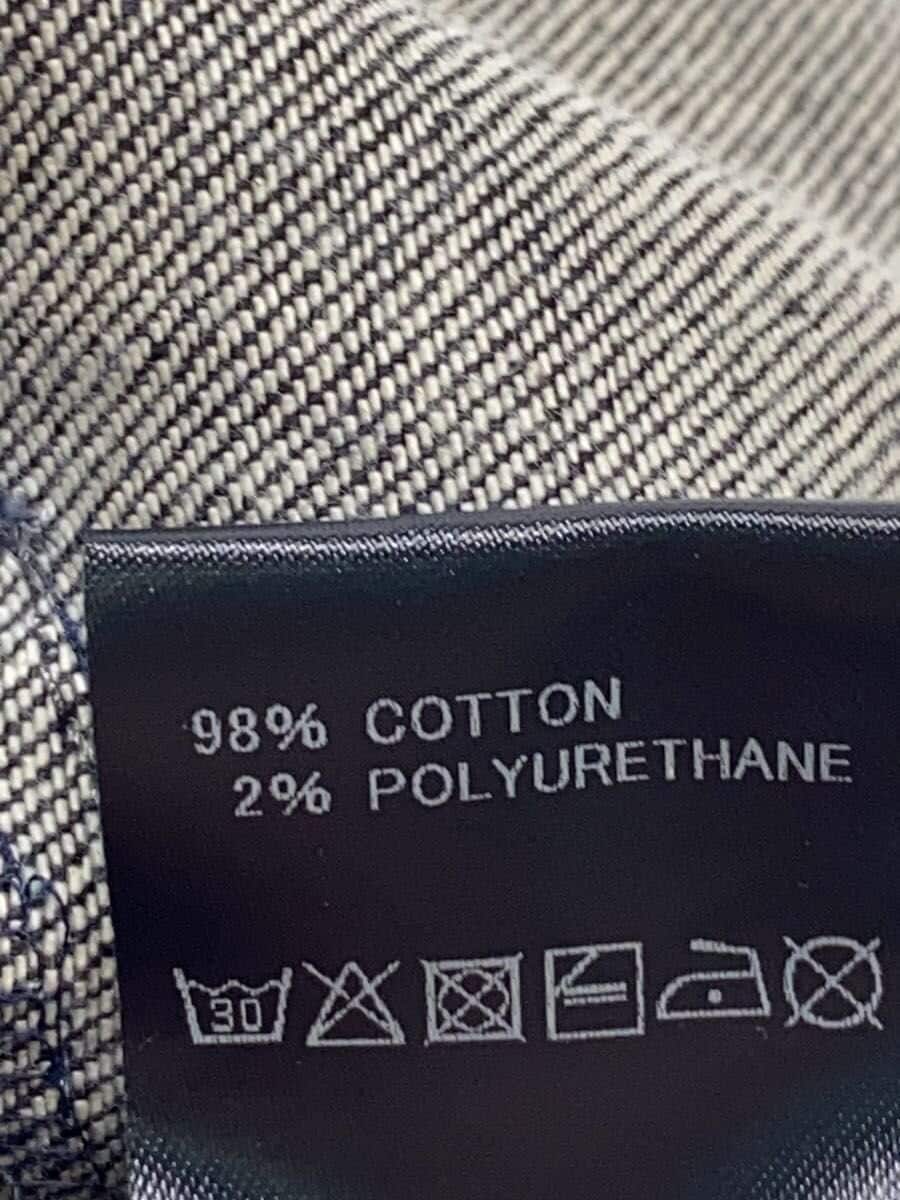 98% COTTON
2% POLYURETHANE
30